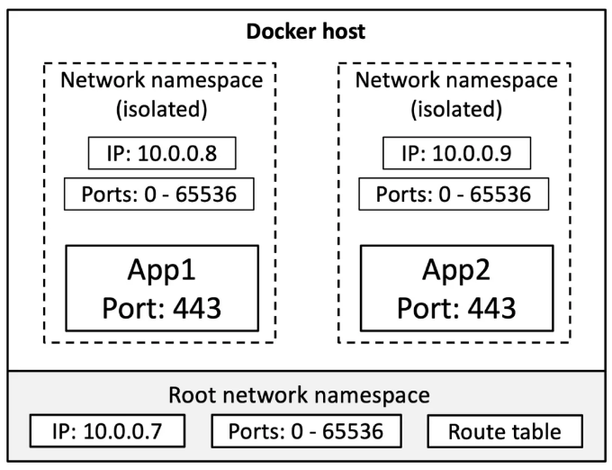 Docker host
Network namespace
(isolated)
IP: 10.0.0.8
Ports: 0 - 65536
App1
Port: 443
Network namespace
(isolated)
IP: 10.0.0.9
Ports: 0 - 65536
App2
Port: 443
Root network namespace
IP: 10.0.0.7
Ports: 0 - 65536
Route table